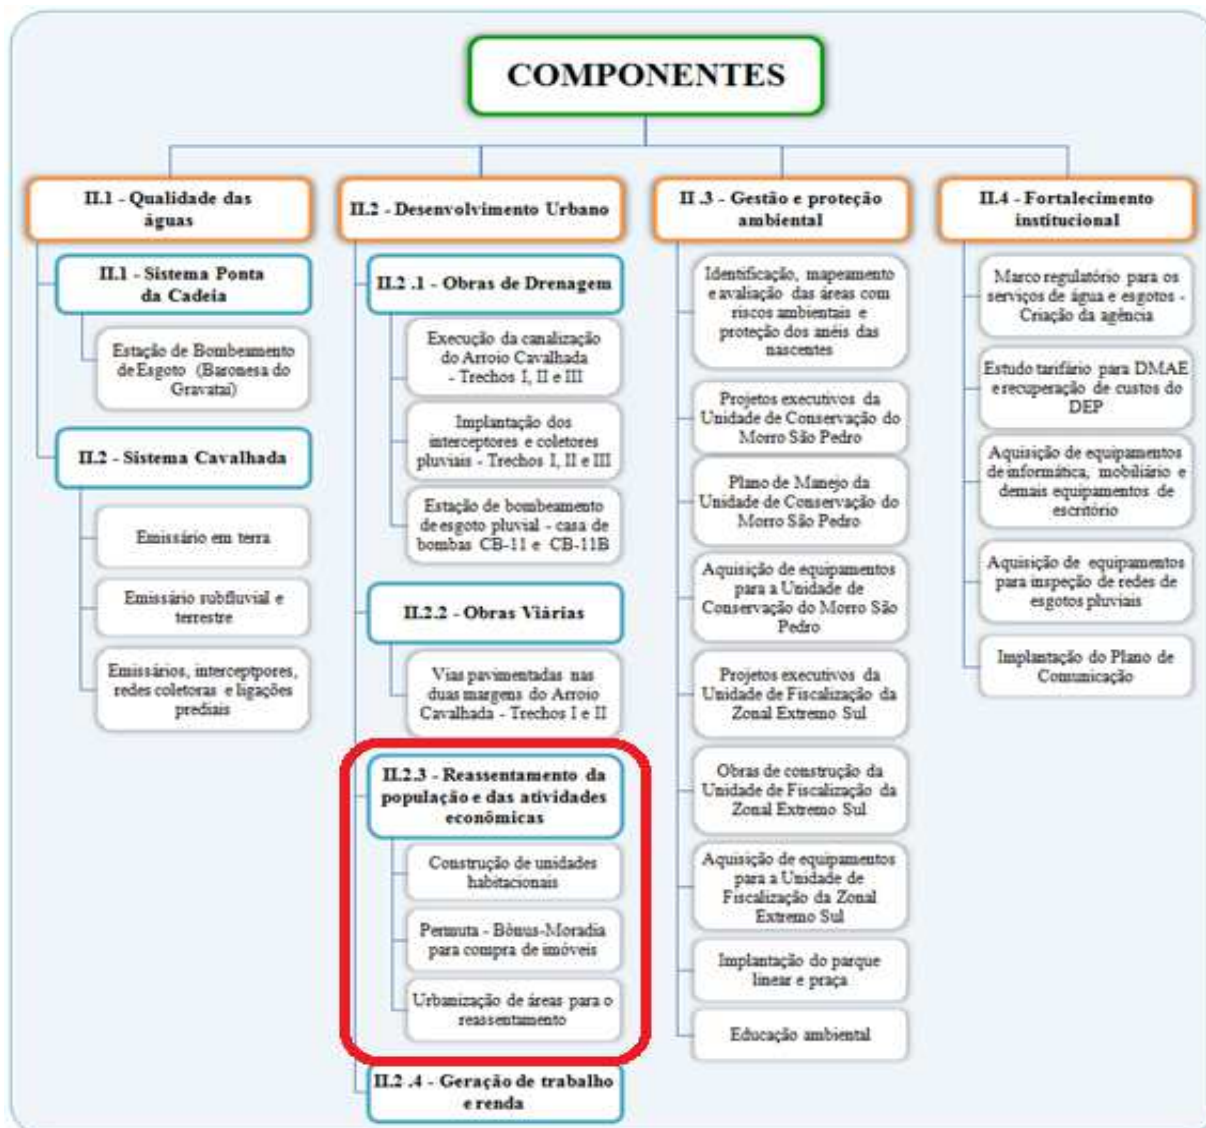 COMPONENTES
II.1 - Qualidade das
águas
II.1 - Sistema Ponta
da Cadeia
Estação de Bombeamento
de Esgoto (Baronesa do
Gravataí)
II.2 - Sistema Cavalhada
Emissário em terra
Emissário subfluvial e
terrestre
Emissários, interceptpores,
redes coletoras e ligações
prediais
II.2 - Desenvolvimento Urbano
II.2 .1 - Obras de Drenagem
Execução da canalização
do Arroio Cavalhada
- Trechos I, II e III
Implantação dos
interceptores e coletores
pluviais - Trechos I, II e III
Estação de bombeamento
de esgoto pluvial - casa de
bombas CB-11 e CB-11B
II.2.2 - Obras Viárias
Vias pavimentadas nas
duas margens do Arroio
Cavalhada - Trechos I e II
II.2.3 - Reassentamento da
população e das atividades
econômicas
Construção de unidades
habitacionais
Permuta - Bônus-Moradia
para compra de imóveis
Urbanização de áreas para o
reassentamento
II.2 .4 - Geração de trabalho
e renda
II .3 - Gestão e proteção
ambiental
Identificação, mapeamento
e avaliação das áreas com
riscos ambientais e
proteção dos anéis das
nascentes
Projetos executivos da
Unidade de Conservação do
Morro São Pedro
Plano de Manejo da
Unidade de Conservação do
Morro São Pedro
Aquisição de equipamentos
para a Unidade de
Conservação do Morro São
Pedro
Projetos executivos da
Unidade de Fiscalização da
Zonal Extremo Sul
Obras de construção da
Unidade de Fiscalização da
Zonal Extremo Sul
Aquisição de equipamentos
para a Unidade de
Fiscalização da Zonal
Extremo Sul
Implantação do parque
linear e praça
Educação ambiental
II.4 - Fortalecimento
institucional
Marco regulatório para os
serviços de água e esgotos -
Criação da agência
Estudo tarifário para DMAE
e recuperação de custos do
DEP
Aquisição de equipamentos
de informática, mobiliário e
demais equipamentos de
escritório
Aquisição de equipamentos
para inspeção de redes de
esgotos pluviais
Implantação do Plano de
Comunicação